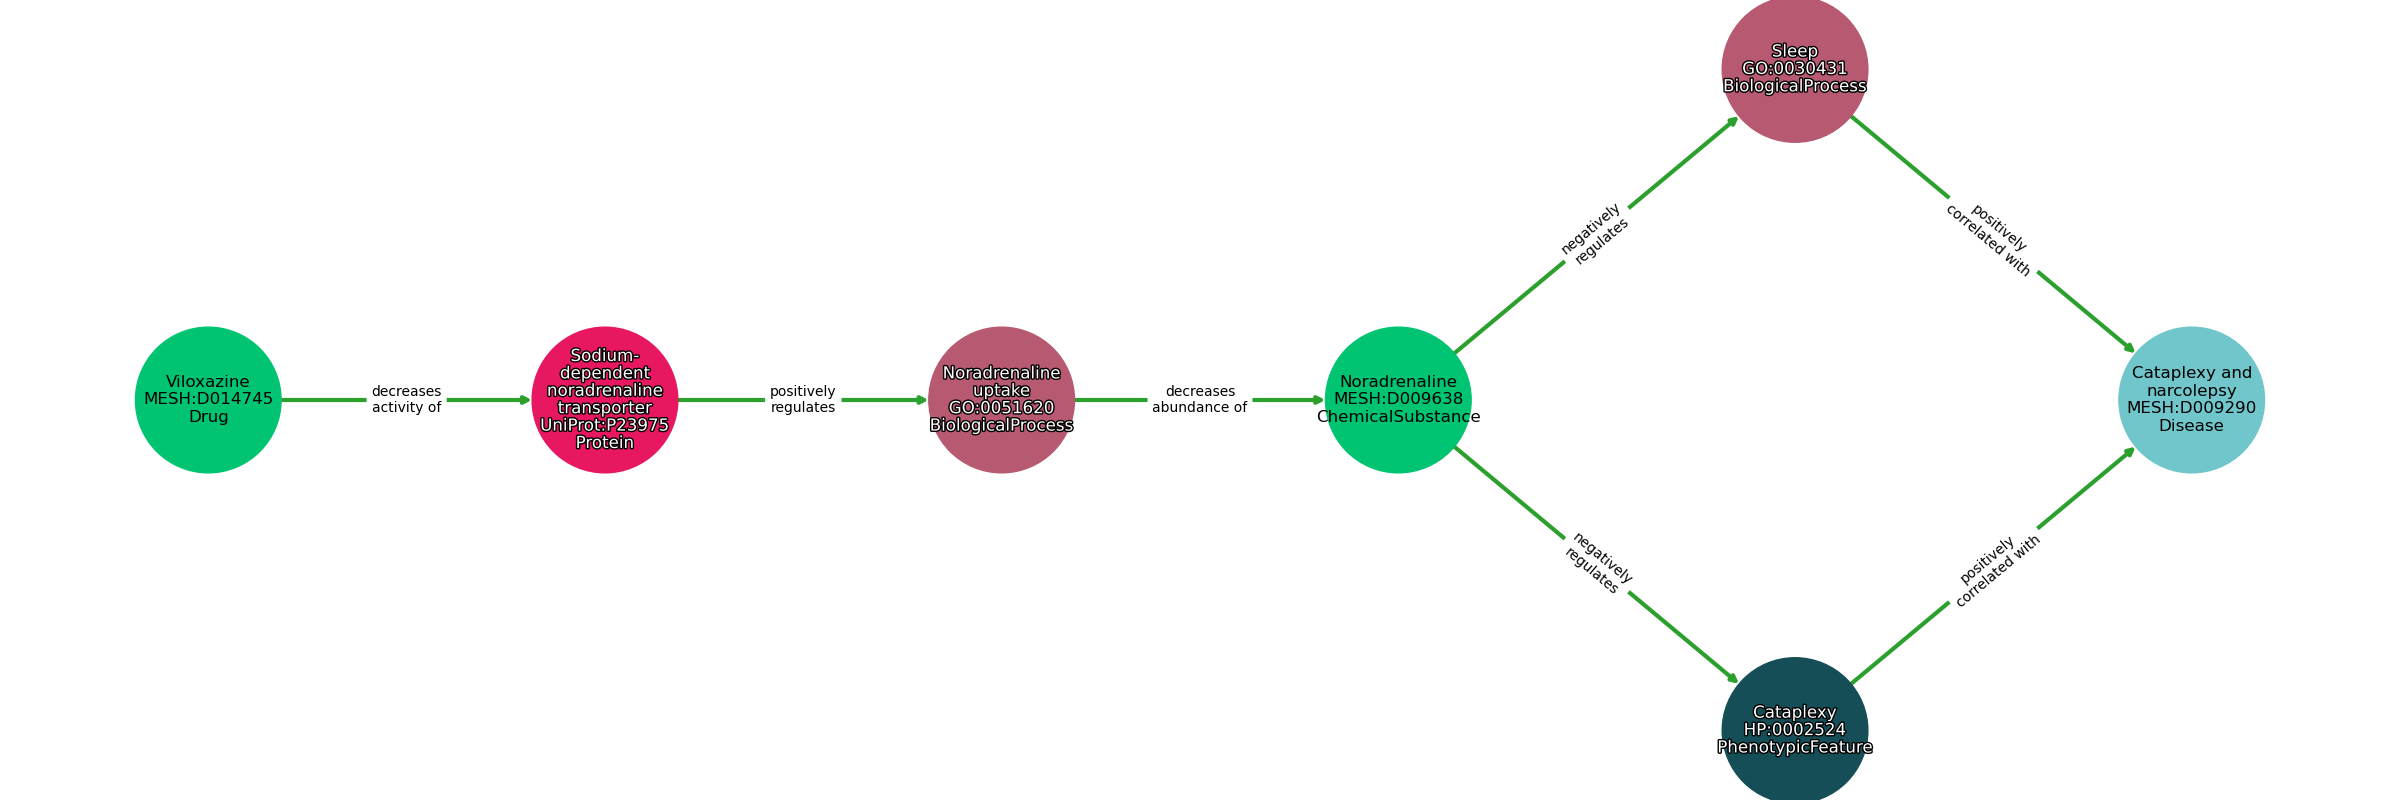 Viloxazine
MESH:D014745
Drug
decreases
activity of
Sodium-
dependent
noradrenaline
transporter
UniProt:P23975
Protein
positively
regulates
Noradrenaline
uptake
GO:0051620
BiologicalProcess
decreases
abundance of
Noradrenaline
MESH:D009638
ChemicalSubstance
negatively
regulates
Sleep
GO:0030431
BiologicalProcess
positively
correlated with
negatively
regulates
Cataplexy
HP:0002524
PhenotypicFeature
positively
correlated with
Cataplexy and
narcolepsy
MESH:D009290
Disease